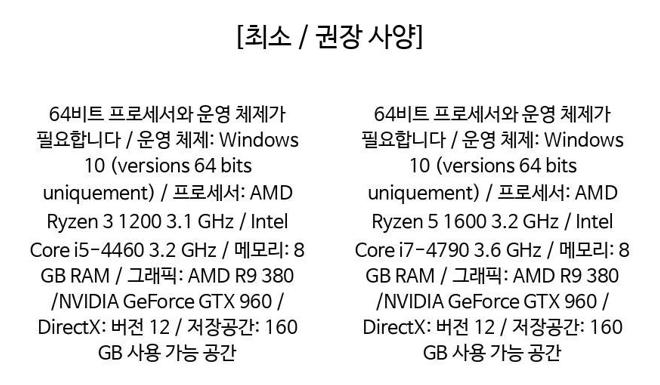 [최소 / 권장 사양]
64비트 프로세서와 운영 체제가
필요합니다 / 운영 체제: Windows
10 (versions 64 bits
uniquement) / 프로세서: AMD
Ryzen 3 1200 3.1 GHz / Intel
Core i5-4460 3.2 GHz / 메모리: 8
GB RAM / 그래픽: AMD R9 380
/NVIDIA GeForce GTX 960 /
DirectX: 버전 12 / 저장공간: 160
GB 사용 가능 공간
64비트 프로세서와 운영 체제가
필요합니다 / 운영 체제: Windows
10 (versions 64 bits
uniquement) / 프로세서: AMD
Ryzen 5 1600 3.2 GHz / Intel
Core i7-4790 3.6 GHz / 메모리: 8
GB RAM / 그래픽: AMD R9 380
/NVIDIA GeForce GTX 960 /
DirectX: 버전 12 / 저장공간: 160
GB 사용 가능 공간